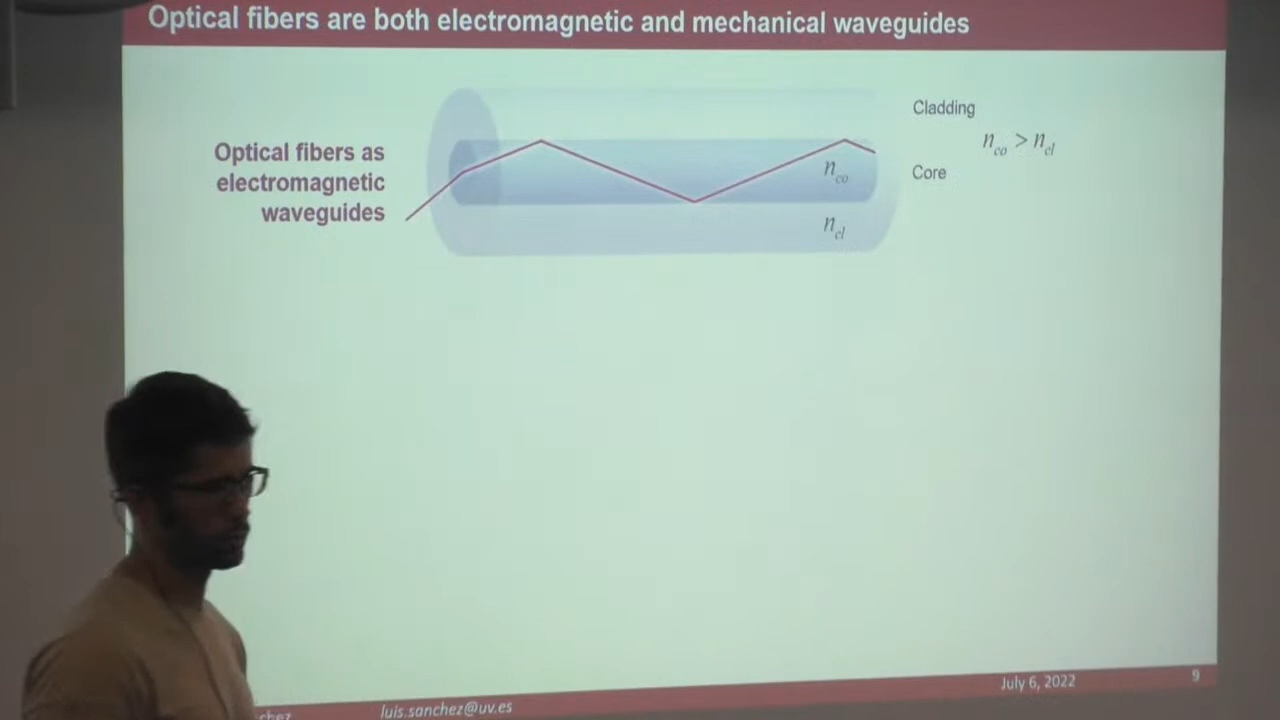 Optical fibers are both electromagnetic and mechanical waveguides
Cladding
n_co > n_cl
Optical fibers as
electromagnetic
waveguides
n_co
Core
n_cl
July 6, 2022
9
chez
luis.sanchez@uv.es